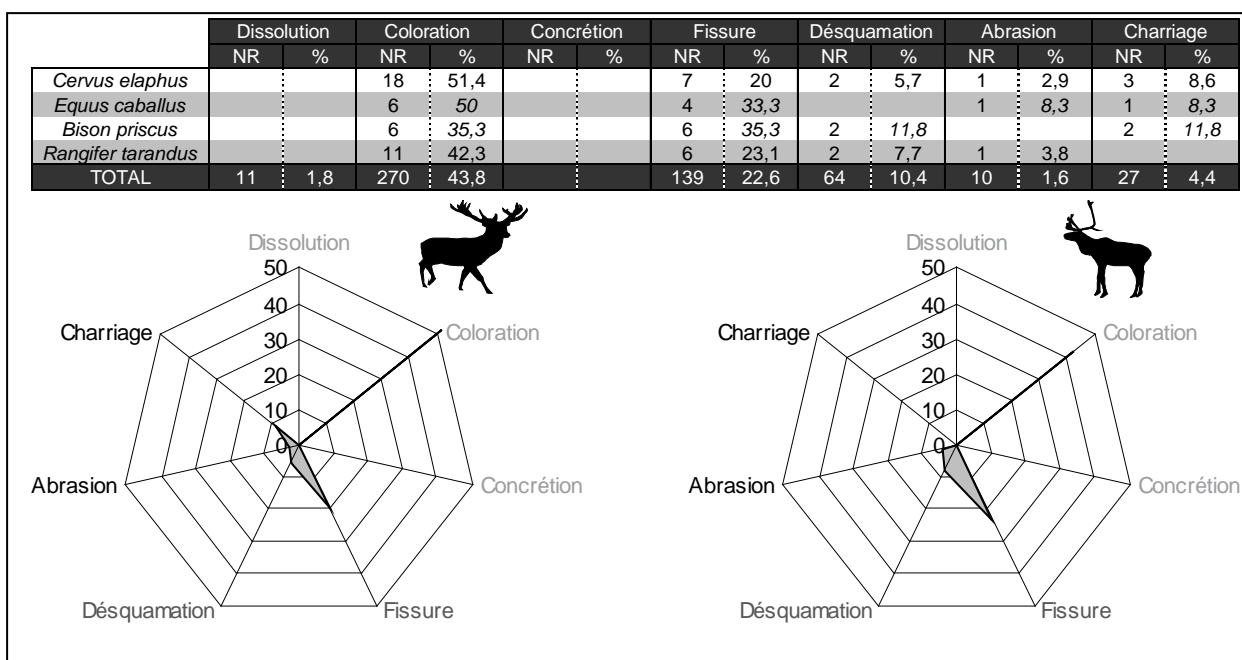 Dissolution Coloration Concrétion Fissure Désquamation Abrasion Charriage
NR % NR % NR % NR % NR % NR % NR %
Cervus elaphus 18 51,4 7 20 2 5,7 1 2,9 3 8,6
Equus caballus 6 50 4 33,3 1 8,3 1 8,3
Bison priscus 6 35,3 6 35,3 2 11,8 2 11,8
Rangifer tarandus 11 42,3 6 23,1 2 7,7 1 3,8
TOTAL 11 1,8 270 43,8 139 22,6 64 10,4 10 1,6 27 4,4
Dissolution
50
40
30
20
10
0
Charriage
Coloration
Abrasion
Concrétion
Désquamation
Fissure
Dissolution
50
40
30
20
10
0
Charriage
Coloration
Abrasion
Concrétion
Désquamation
Fissure